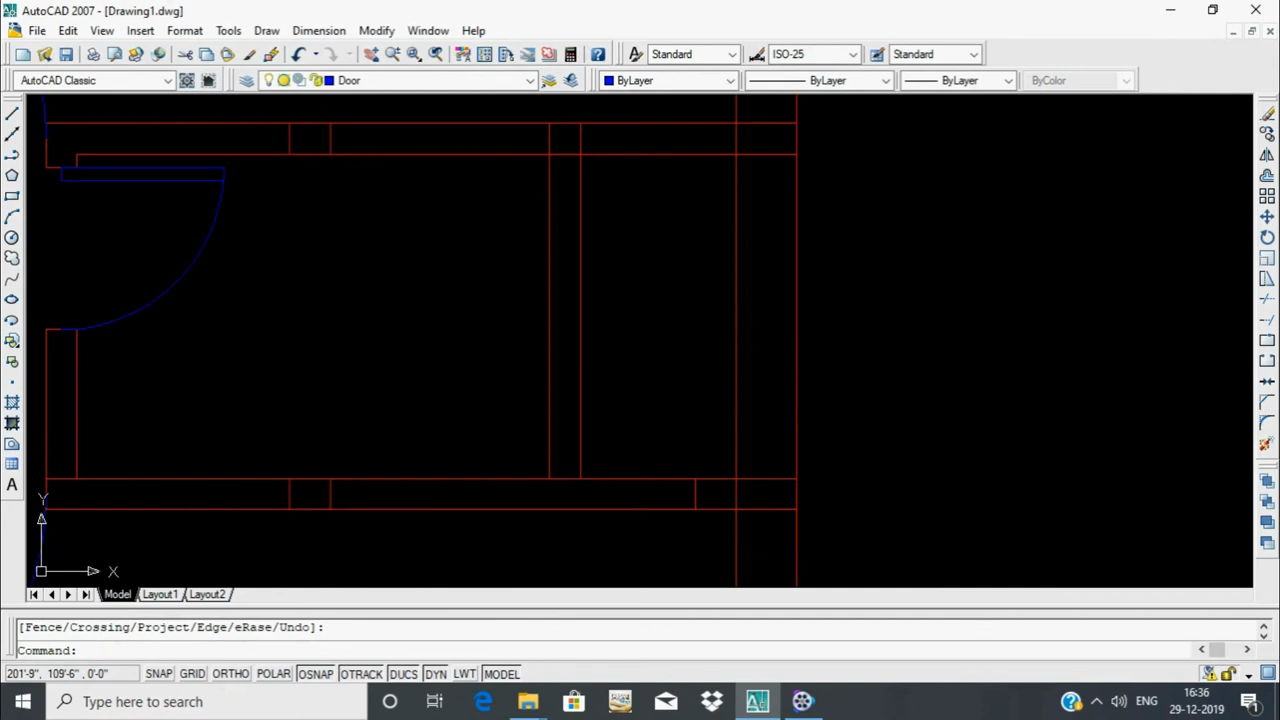 AutoCAD 2007 - [Drawing1.dwg]
File Edit View Insert Format Tools Draw Dimension Modify Window Help
Standard ISO-25 Standard
AutoCAD Classic Door ByLayer ByLayer ByLayer ByColor
Y
X
Model Layout1 Layout2
[Fence/Crossing/Project/Edge/eRase/Undo]:
Command:
201'-9", 109'-6", 0'-0" SNAP GRID ORTHO POLAR OSNAP OTRACK DUCS DYN LWT MODEL
Type here to search
ENG
16:36
29-12-2019